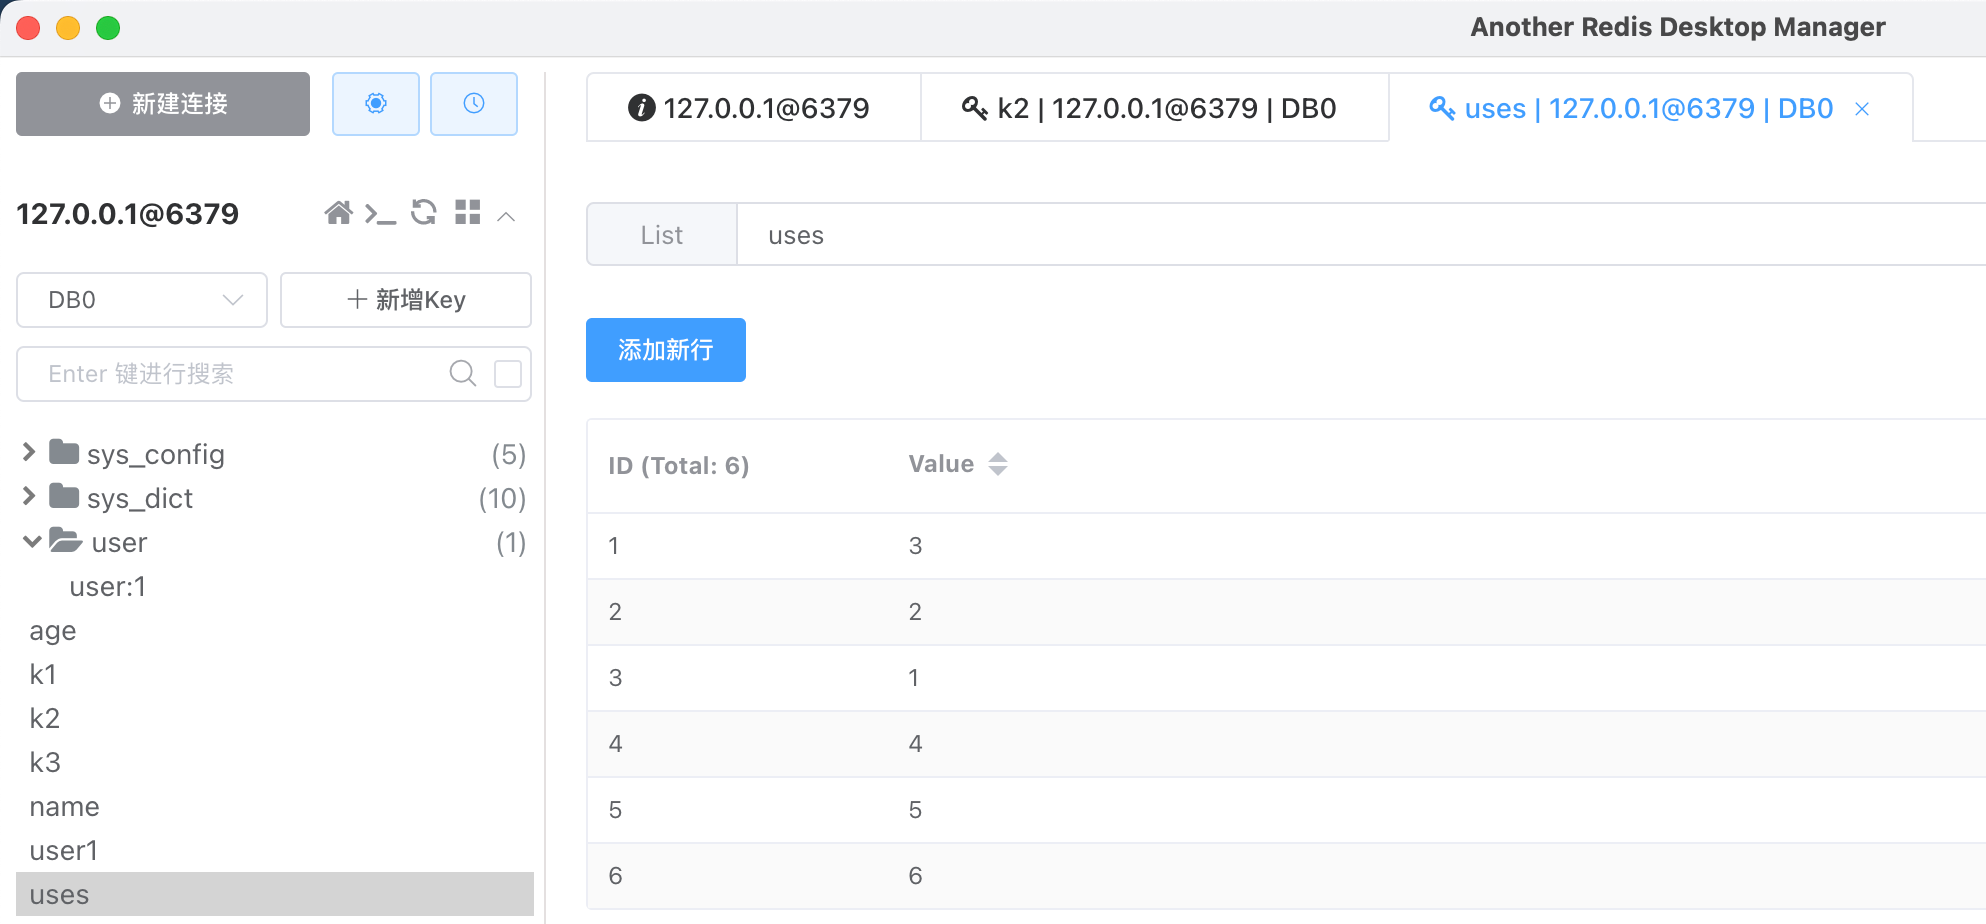 Another Redis Desktop Manager
新建连接
127.0.0.1@6379
DB0
新增Key
Enter 键进行搜索
sys_config (5)
sys_dict (10)
user (1)
user:1
age
k1
k2
k3
name
user1
uses
127.0.0.1@6379
k2 | 127.0.0.1@6379 | DB0
uses | 127.0.0.1@6379 | DB0
List uses
添加新行
ID (Total: 6) Value
1 3
2 2
3 1
4 4
5 5
6 6